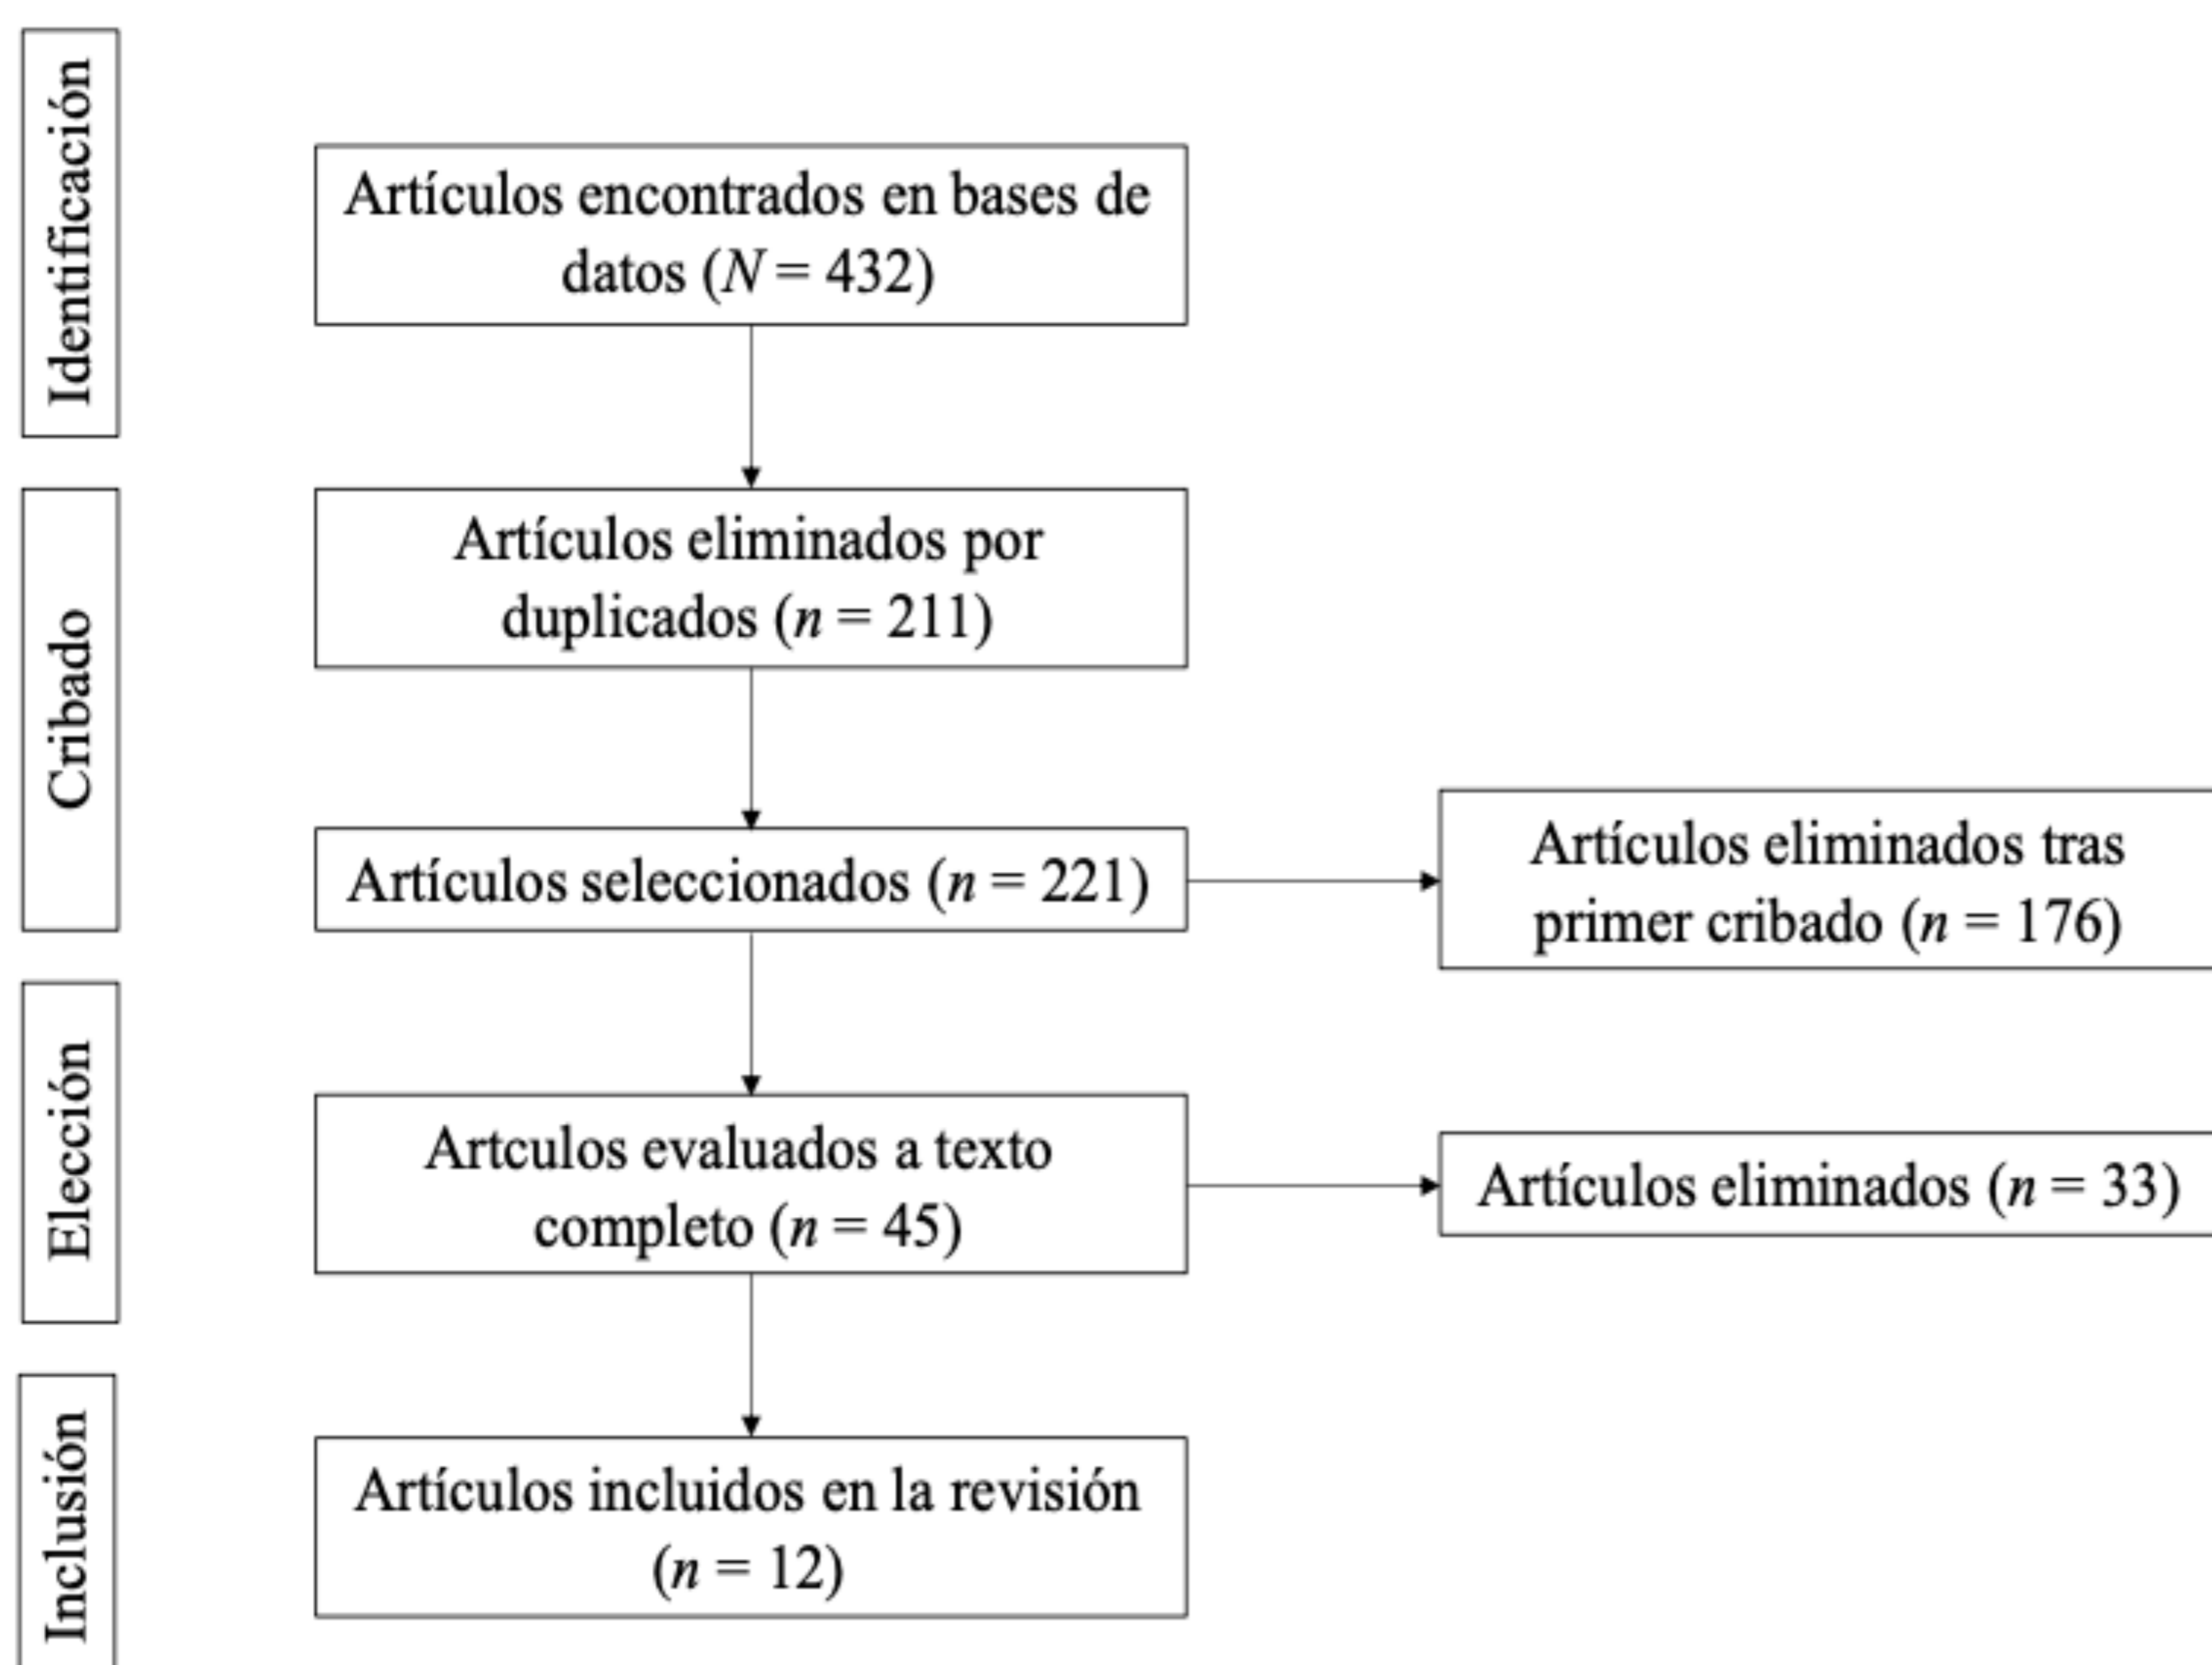 Identificación
Artículos encontrados en bases de
datos (N = 432)
Cribado
Artículos eliminados por
duplicados (n = 211)
Artículos seleccionados (n = 221)
Artículos eliminados tras
primer cribado (n = 176)
Elección
Artculos evaluados a texto
completo (n = 45)
Artículos eliminados (n = 33)
Inclusión
Artículos incluidos en la revisión
(n = 12)